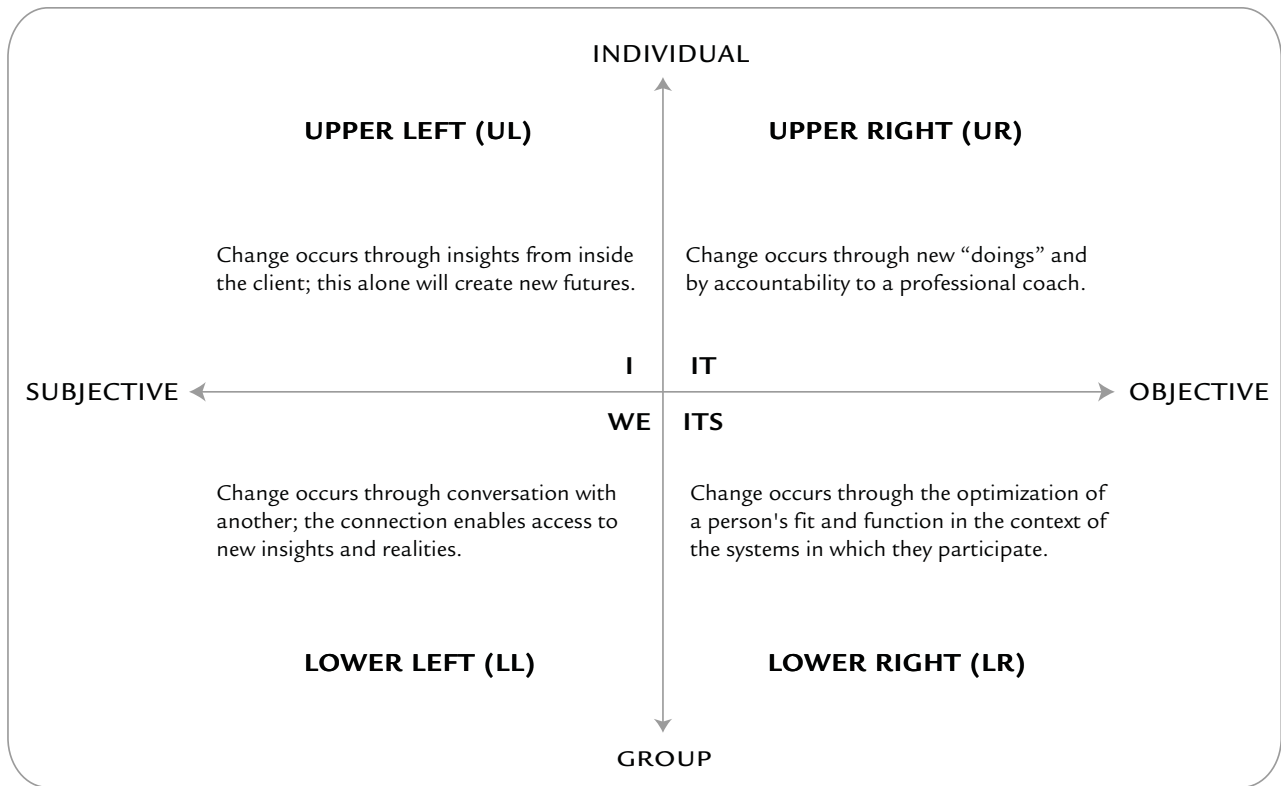 INDIVIDUAL
UPPER LEFT (UL)
UPPER RIGHT (UR)
Change occurs through insights from inside
the client; this alone will create new futures.
Change occurs through new “doings” and
by accountability to a professional coach.
I
IT
SUBJECTIVE
OBJECTIVE
WE
ITS
Change occurs through conversation with
another; the connection enables access to
new insights and realities.
Change occurs through the optimization of
a person's fit and function in the context of
the systems in which they participate.
LOWER LEFT (LL)
LOWER RIGHT (LR)
GROUP